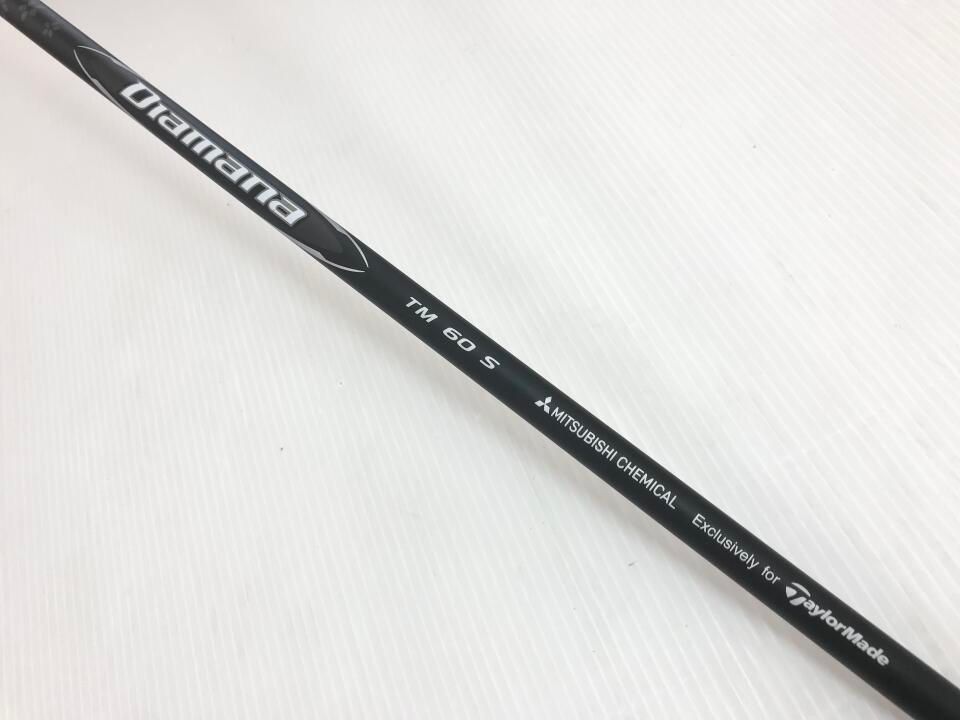 Diamana
TM 60 S
MITSUBISHI CHEMICAL
Exclusively for TaylorMade